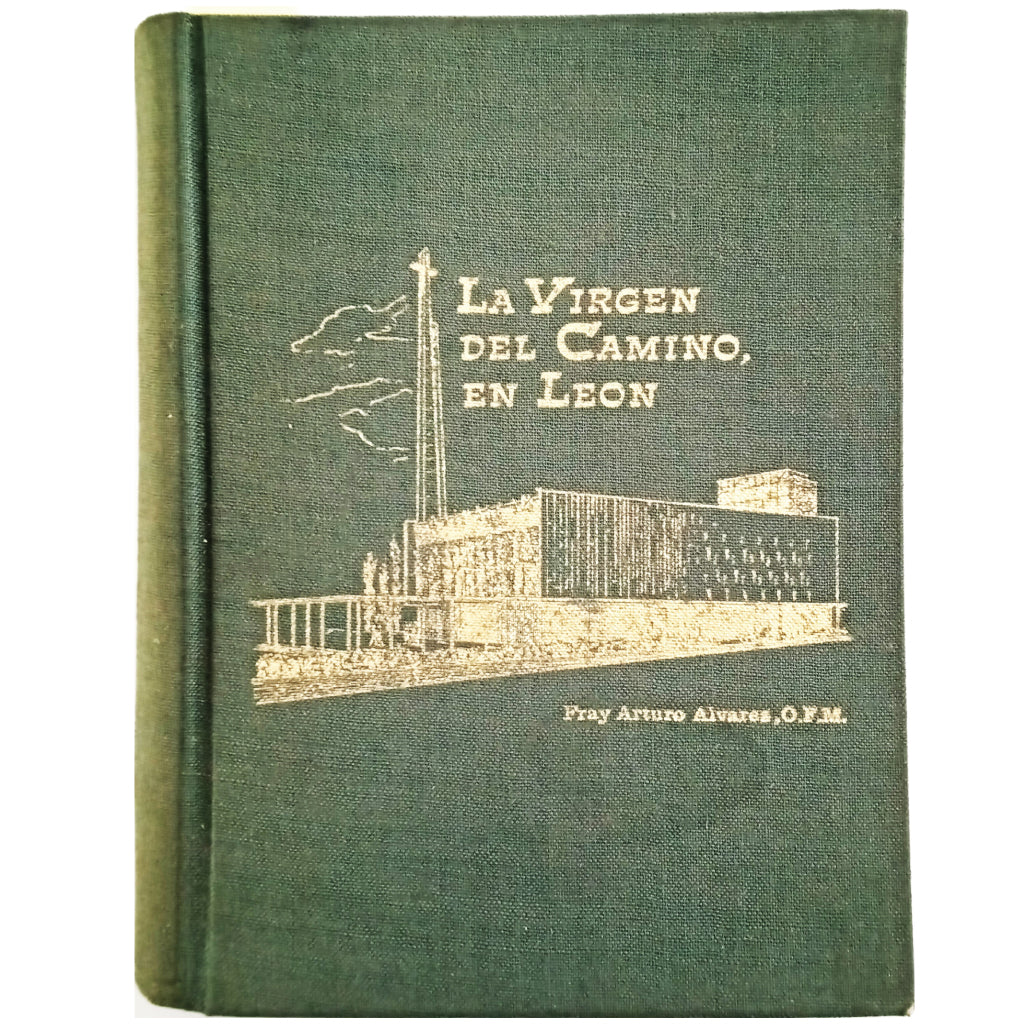 LA VIRGEN
DEL CAMINO,
EN LEON
Fray Arturo Alvarez, O.F.M.